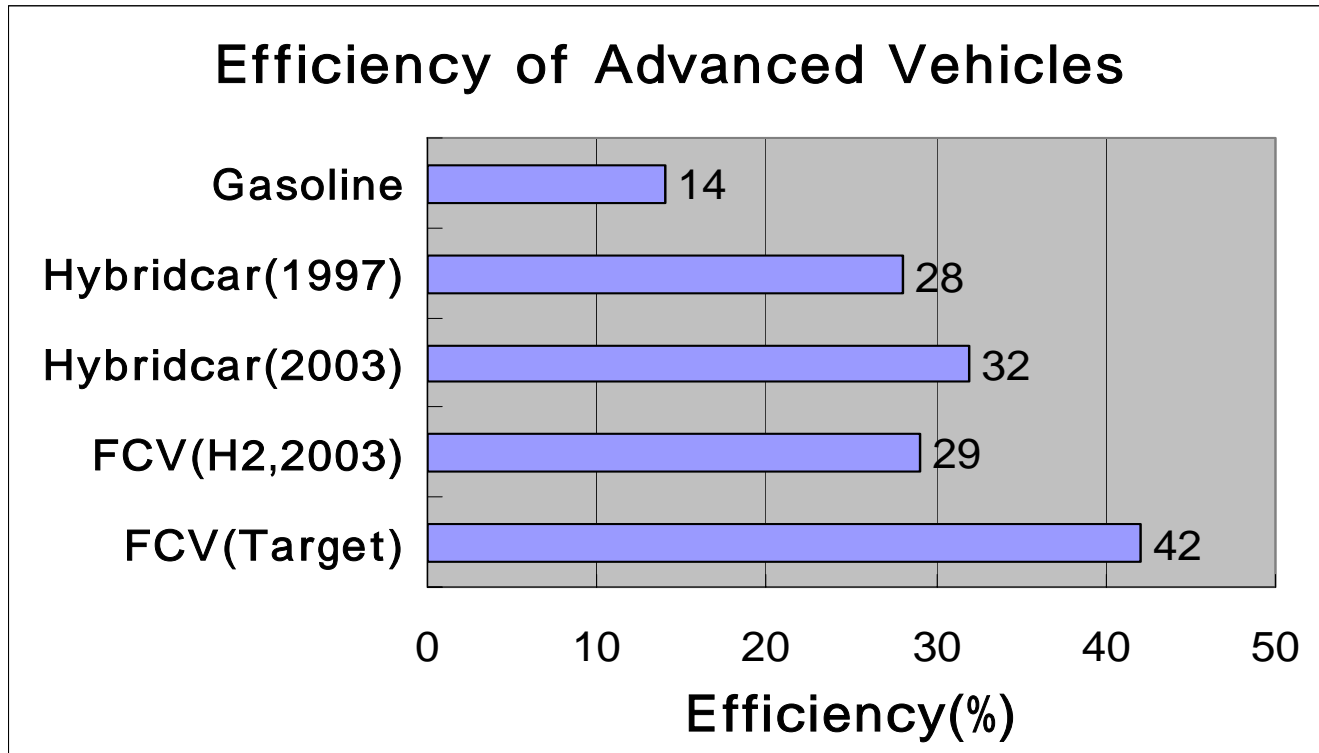 Efficiency of Advanced Vehicles
Gasoline 14
Hybridcar(1997) 28
Hybridcar(2003) 32
FCV(H2,2003) 29
FCV(Target) 42
0 10 20 30 40 50
Efficiency(%)